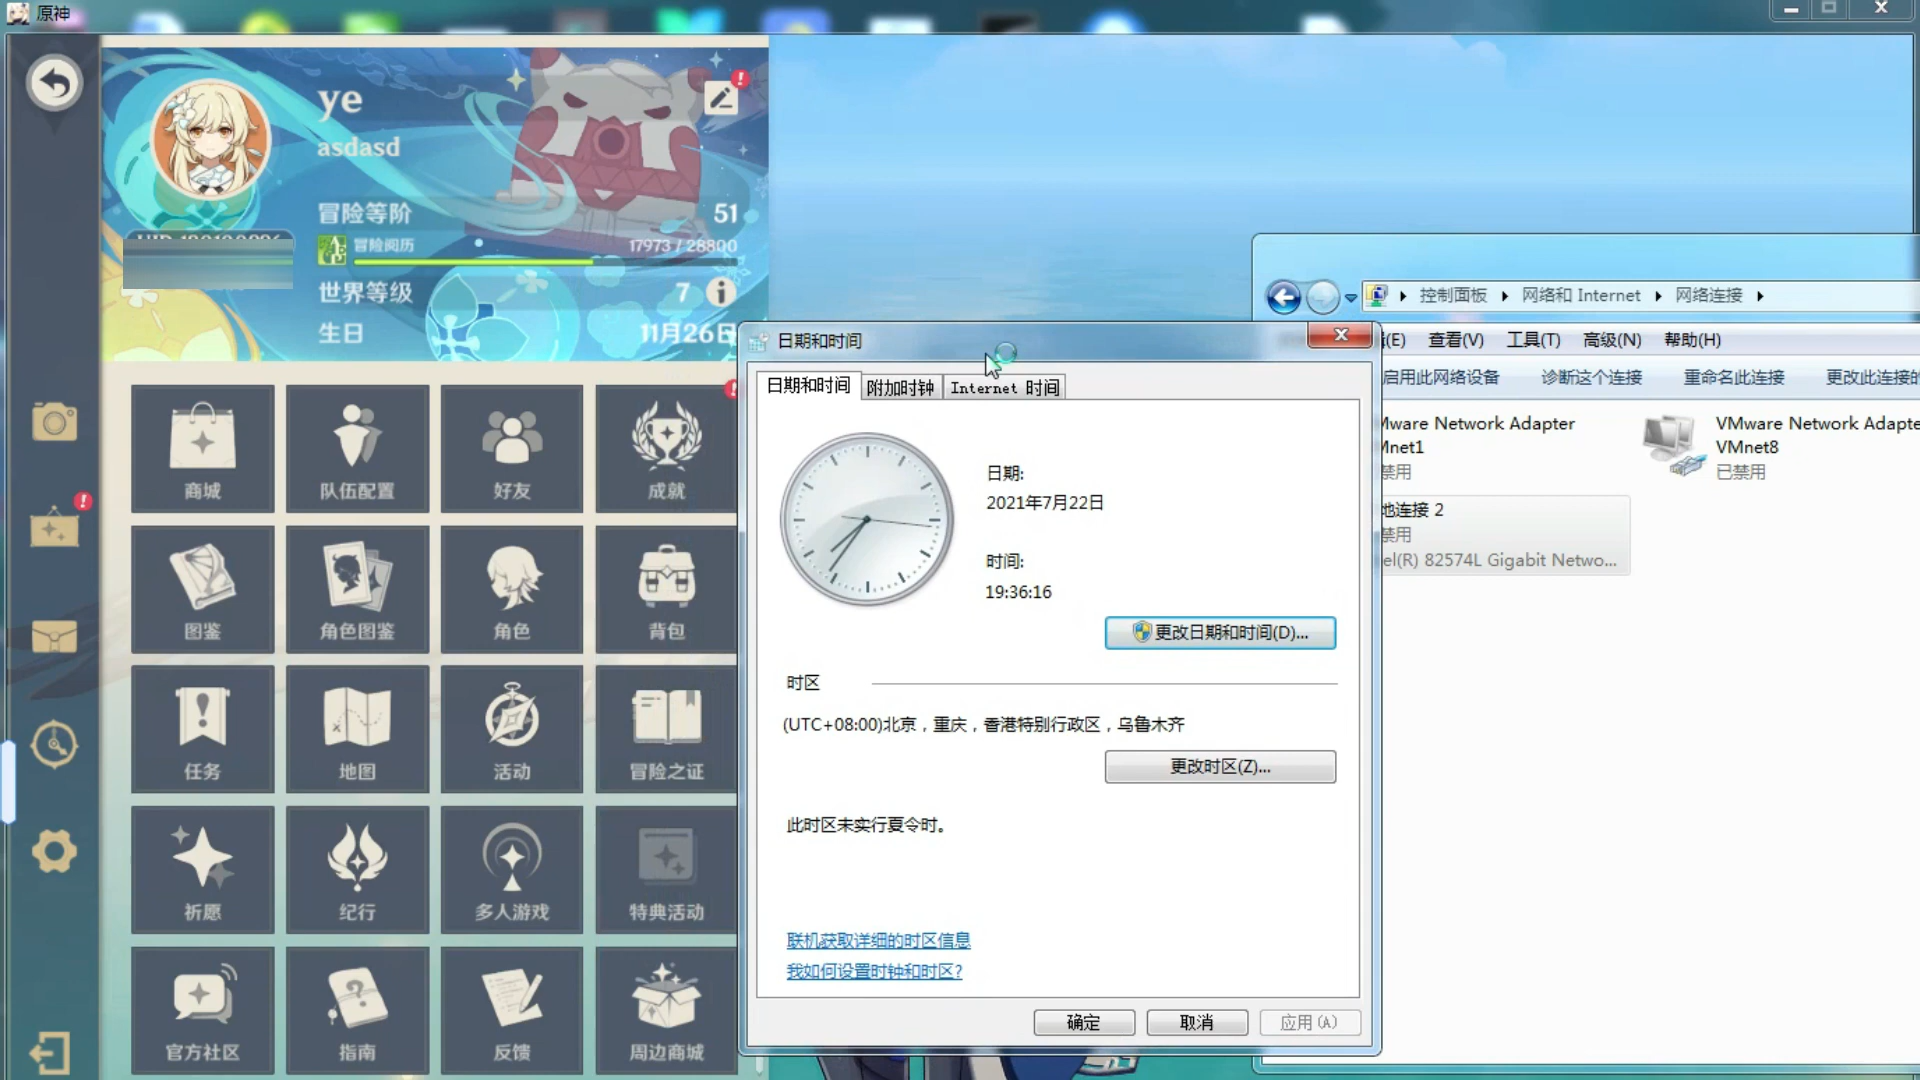 原神
ye
asdasd
冒险等阶 51
冒险阅历 17973 / 28800
世界等级 7
生日 11月26日
商城
队伍配置
好友
成就
图鉴
角色图鉴
角色
背包
任务
地图
活动
冒险之证
祈愿
纪行
多人游戏
特典活动
官方社区
指南
反馈
周边商城
日期和时间
日期和时间 附加时钟 Internet 时间
日期:
2021年7月22日
时间:
19:36:16
更改日期和时间(D)...
时区
(UTC+08:00)北京，重庆，香港特别行政区，乌鲁木齐
更改时区(Z)...
此时区未实行夏令时。
联机获取详细的时区信息
我如何设置时钟和时区?
确定 取消 应用(A)
控制面板 网络和 Internet 网络连接
(E) 查看(V) 工具(T) 高级(N) 帮助(H)
启用此网络设备 诊断这个连接 重命名此连接 更改此连接的
Mware Network Adapter
Mnet1
禁用
VMware Network Adapte
VMnet8
已禁用
地连接 2
禁用
el(R) 82574L Gigabit Netwo...